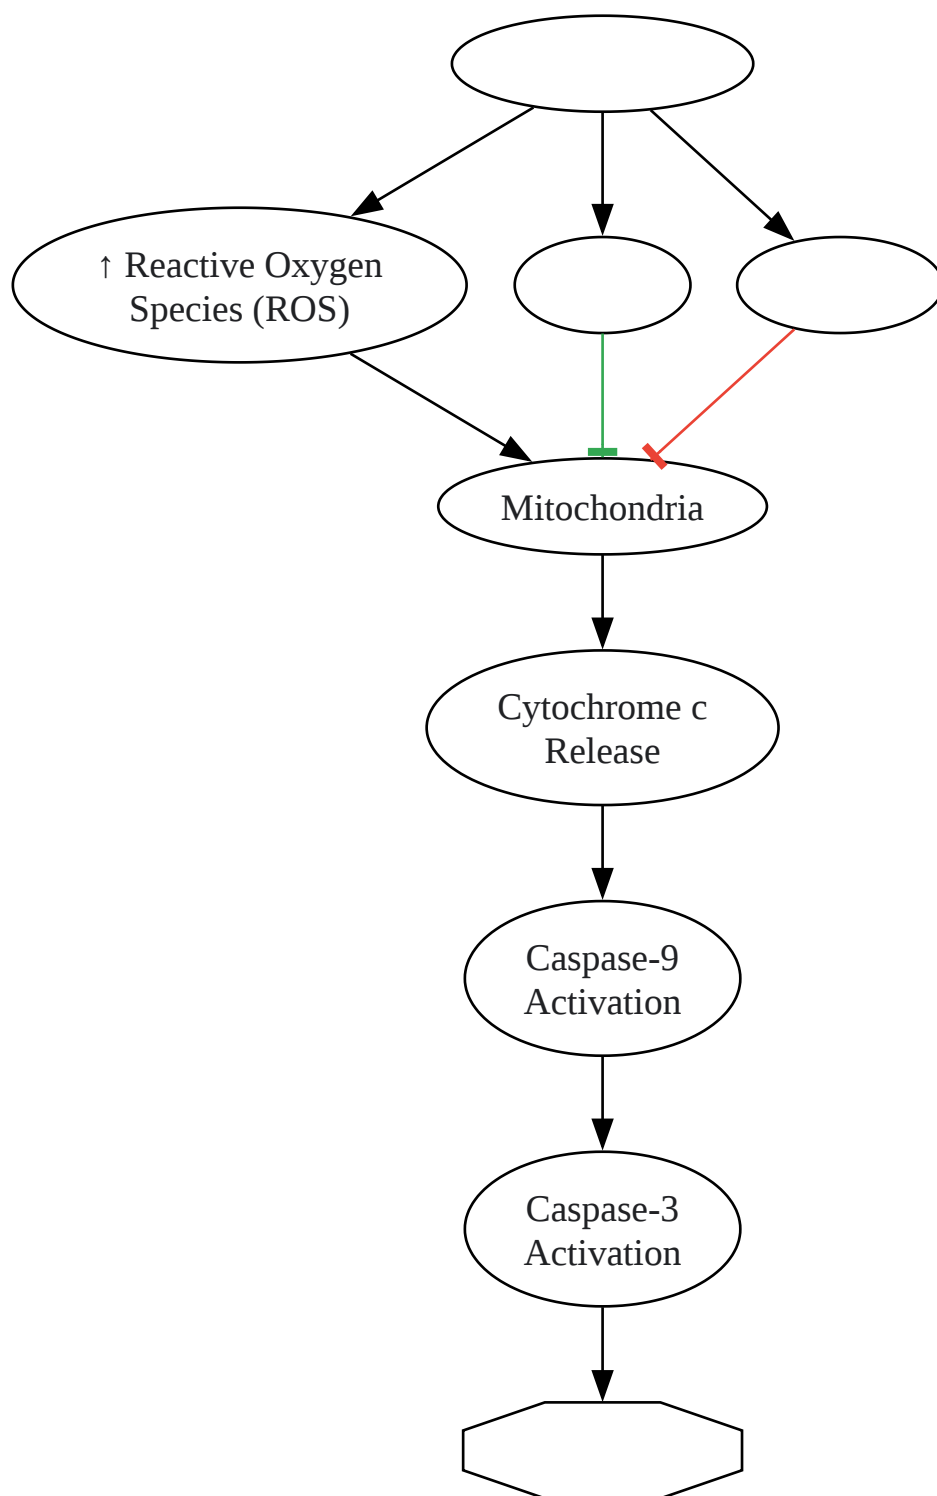 ↑ Reactive Oxygen
Species (ROS)
Mitochondria
Cytochrome c
Release
Caspase-9
Activation
Caspase-3
Activation